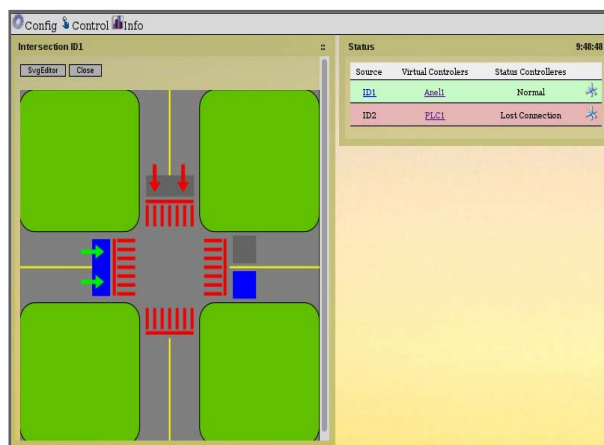 Config Control Info
Intersection ID1 ::
SvgEditor Close
Status 9:48:48
Source Virtual Controlers Status Controlleres
ID1 Anel1 Normal
ID2 PLC1 Lost Connection